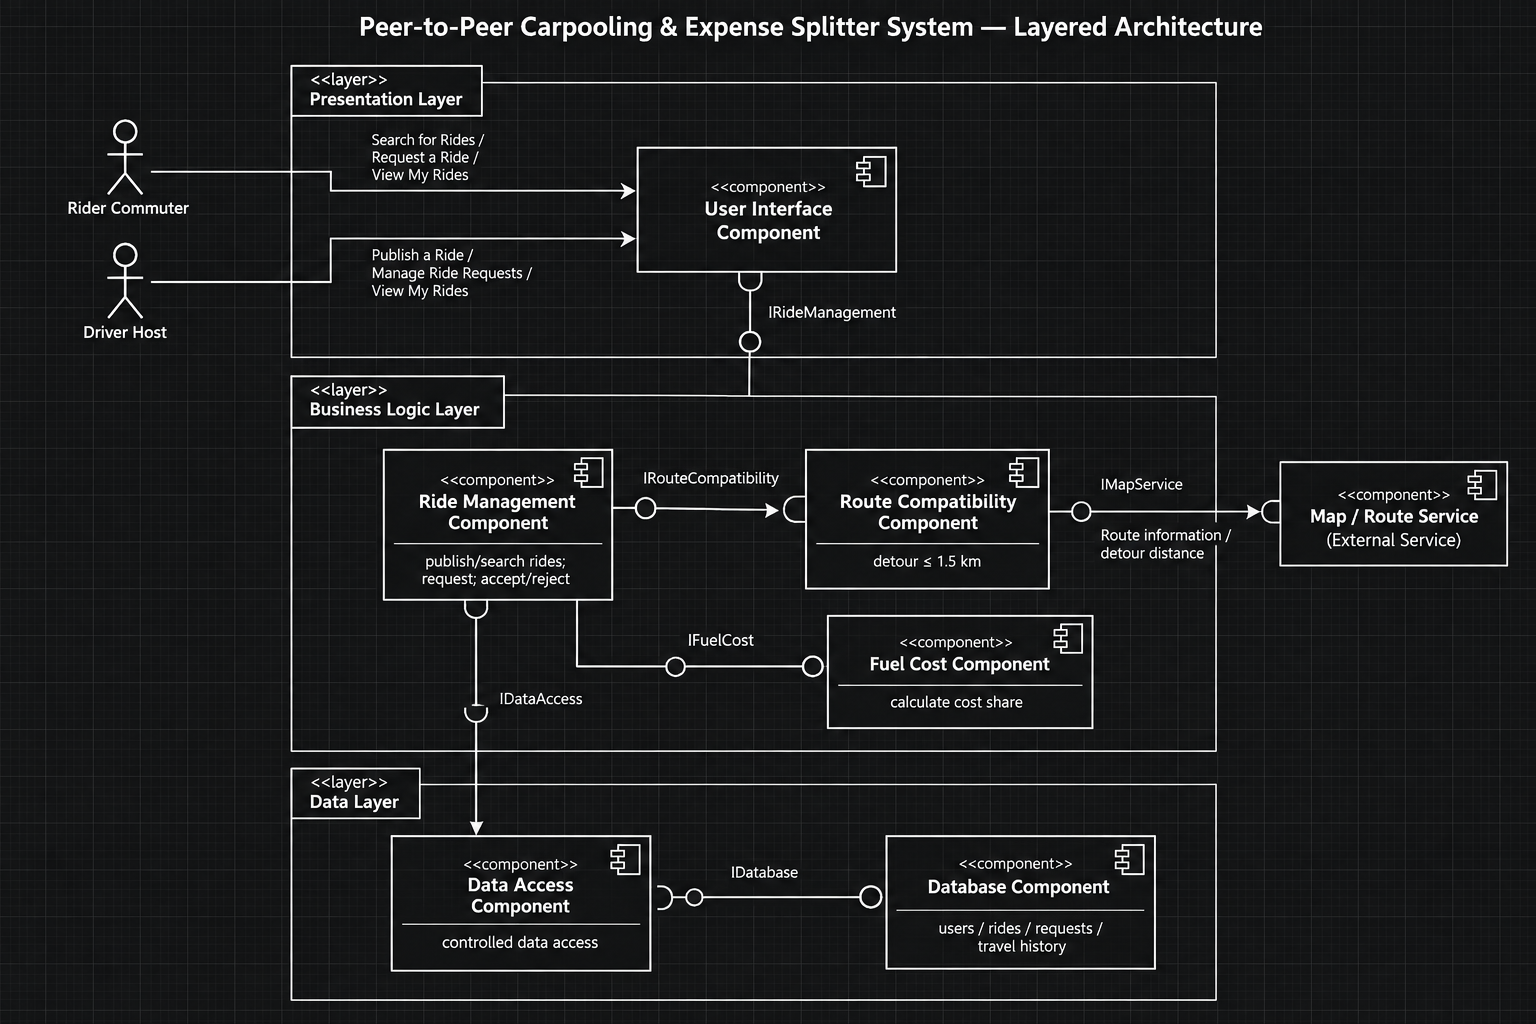 Peer-to-Peer Carpooling & Expense Splitter System — Layered Architecture
<<layer>>
Presentation Layer
Rider Commuter
Search for Rides /
Request a Ride /
View My Rides
<<component>>
User Interface
Component
Driver Host
Publish a Ride /
Manage Ride Requests /
View My Rides
IRideManagement
<<layer>>
Business Logic Layer
<<component>>
Ride Management
Component
publish/search rides;
request; accept/reject
IRouteCompatibility
<<component>>
Route Compatibility
Component
detour ≤ 1.5 km
IMapService
Route information /
detour distance
<<component>>
Map / Route Service
(External Service)
IFuelCost
<<component>>
Fuel Cost Component
calculate cost share
IDataAccess
<<layer>>
Data Layer
<<component>>
Data Access
Component
controlled data access
IDatabase
<<component>>
Database Component
users / rides / requests /
travel history